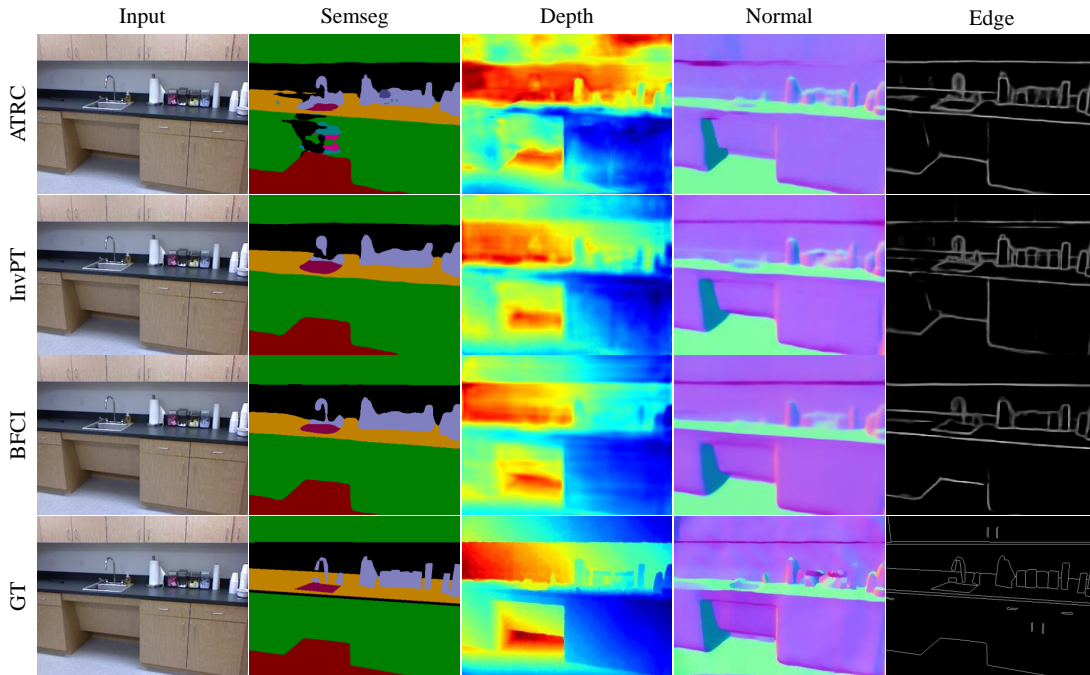 Input Semseg Depth Normal Edge
ATRC
InvPT
BFCI
GT